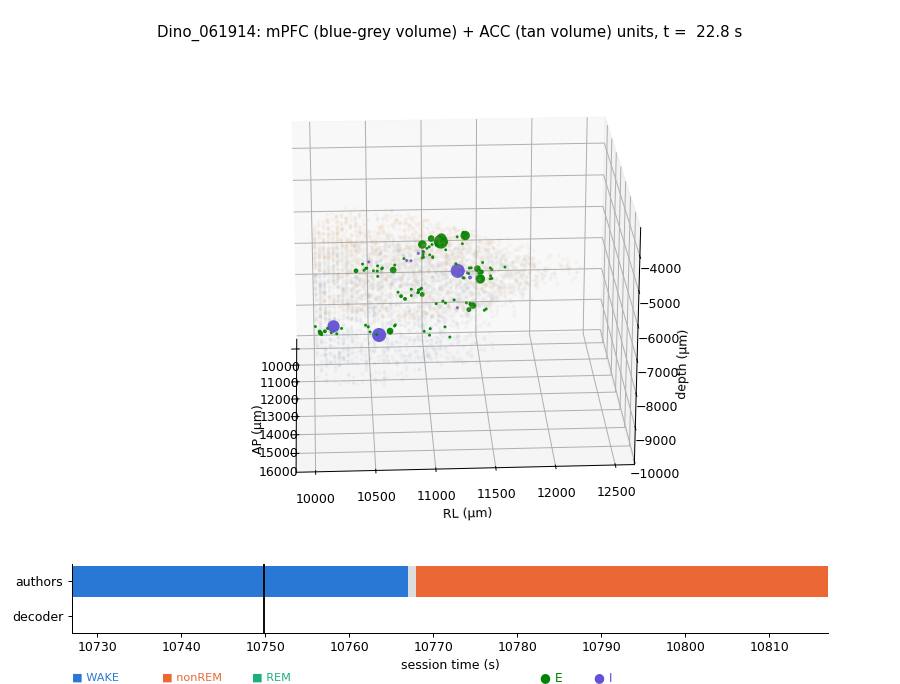 Dino_061914: mPFC (blue-grey volume) + ACC (tan volume) units, t =  22.8 s
−4000
−5000
−6000
−7000
−8000
−9000
−10000
depth (μm)
10000
11000
12000
13000
14000
15000
16000
AP (μm)
10000 10500 11000 11500 12000 12500
RL (μm)
authors
decoder
10730 10740 10750 10760 10770 10780 10790 10800 10810
session time (s)
WAKE nonREM REM E I